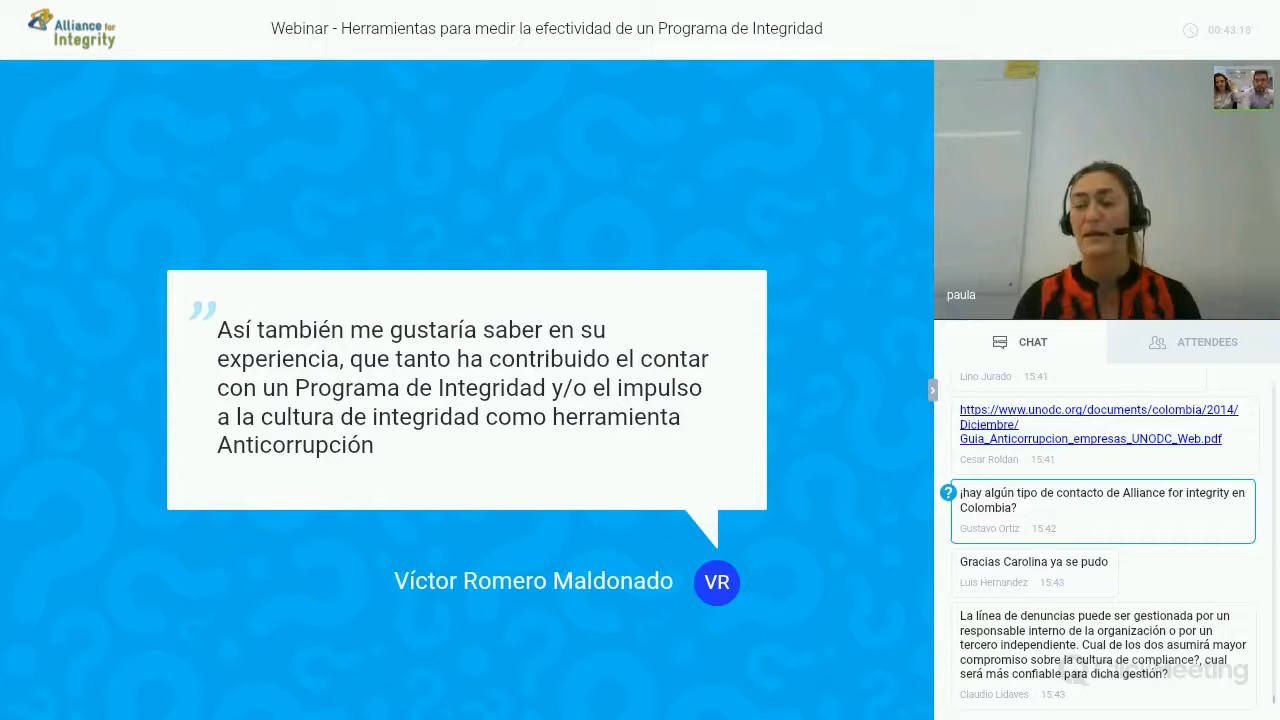 Alliance for
Integrity
Webinar - Herramientas para medir la efectividad de un Programa de Integridad
00:43:18
”
Así también me gustaría saber en su
experiencia, que tanto ha contribuido el contar
con un Programa de Integridad y/o el impulso
a la cultura de integridad como herramienta
Anticorrupción
Víctor Romero Maldonado
VR
paula
CHAT
ATTENDEES
Lino Jurado 15:41
https://www.unodc.org/documents/colombia/2014/
Diciembre/
Guia_Anticorrupcion_empresas_UNODC_Web.pdf
Cesar Roldan 15:41
?
¡hay algún tipo de contacto de Alliance for integrity en
Colombia?
Gustavo Ortiz 15:42
Gracias Carolina ya se pudo
Luis Hernandez 15:43
La línea de denuncias puede ser gestionada por un
responsable interno de la organización o por un
tercero independiente. Cual de los dos asumirá mayor
compromiso sobre la cultura de compliance?, cual
será más confiable para dicha gestión?
Claudio Lidaves 15:43